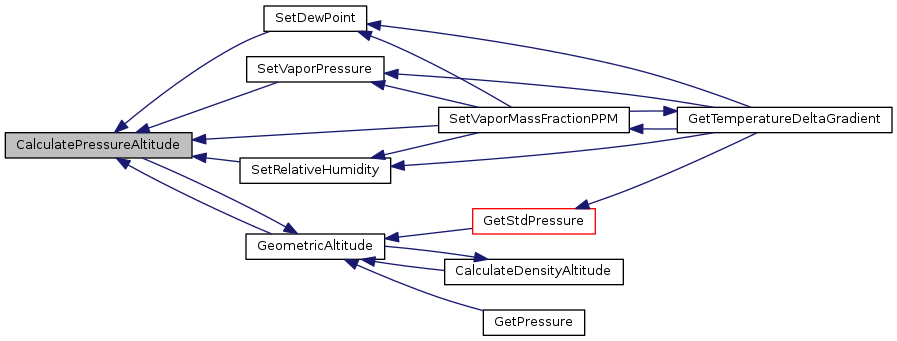 SetDewPoint
SetVaporPressure
SetVaporMassFractionPPM
GetTemperatureDeltaGradient
CalculatePressureAltitude
SetRelativeHumidity
GetStdPressure
GeometricAltitude
CalculateDensityAltitude
GetPressure